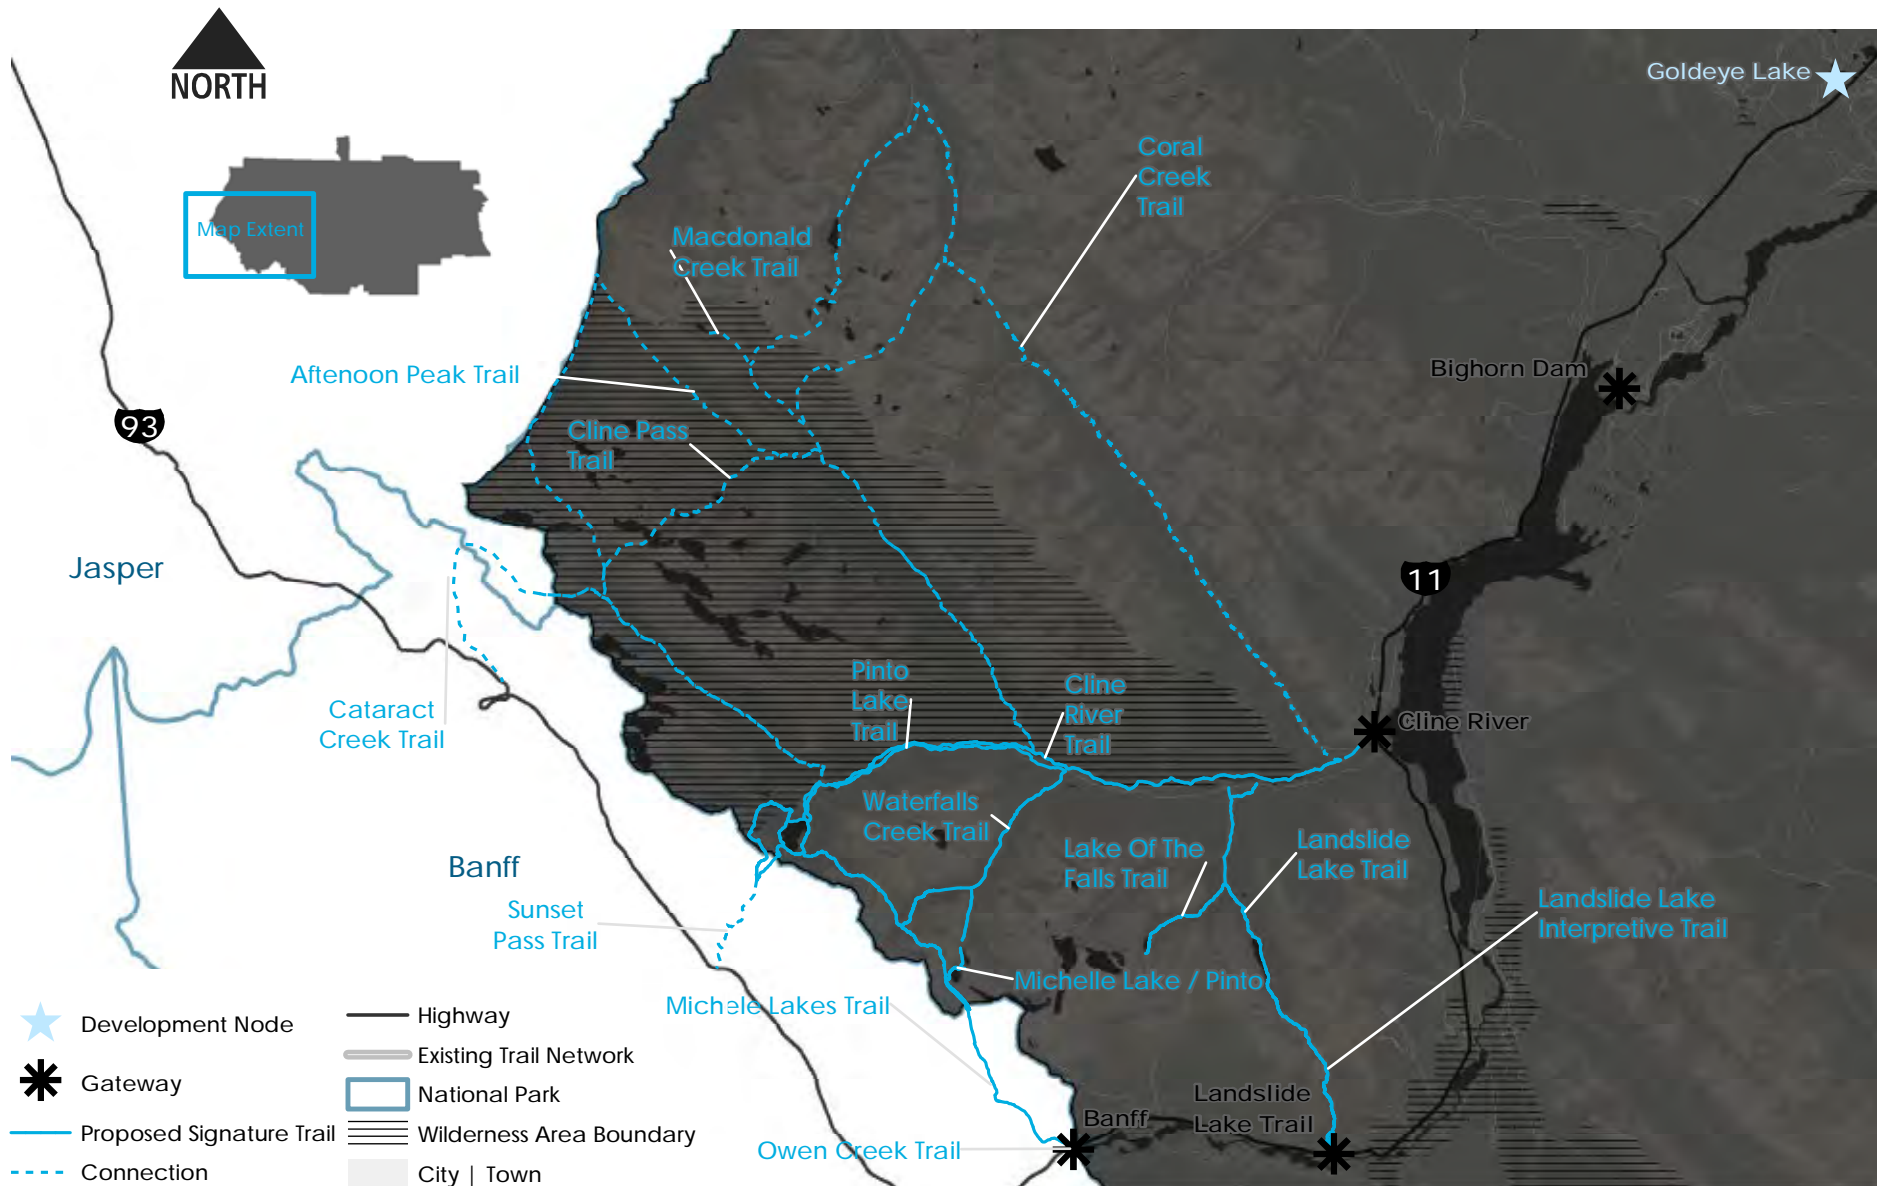 NORTH
Map Extent
Goldeye Lake
Coral
Creek
Trail
Macdonald
Creek Trail
Aftenoon Peak Trail
Bighorn Dam
93
Cline Pass
Trail
Jasper
11
Pinto
Lake
Trail
Cline
River
Trail
Cline River
Cataract
Creek Trail
Waterfalls
Creek Trail
Lake Of The
Falls Trail
Landslide
Lake Trail
Banff
Sunset
Pass Trail
Landslide Lake
Interpretive Trail
Michelle Lake / Pinto
Michele Lakes Trail
Landslide
Lake Trail
Banff
Owen Creek Trail
Development Node
Gateway
Proposed Signature Trail
Connection
Highway
Existing Trail Network
National Park
Wilderness Area Boundary
City | Town